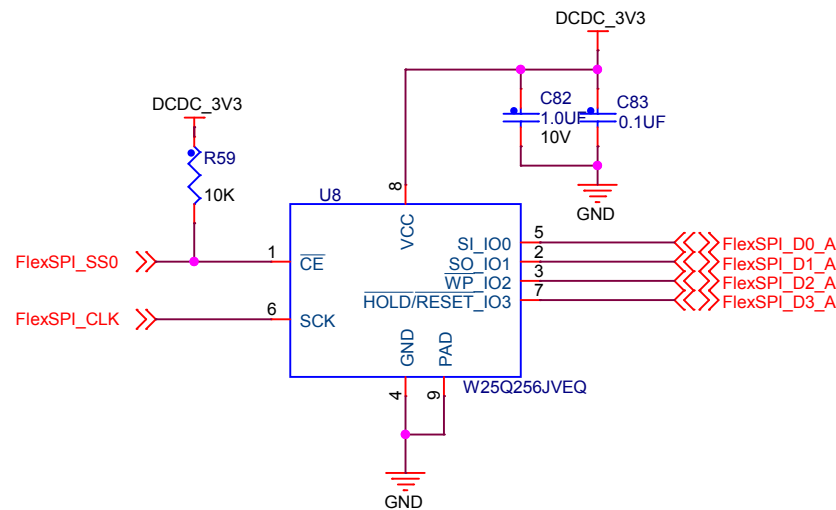 DCDC_3V3
DCDC_3V3
C82
1.0UF
10V
C83
0.1UF
R59
10K
GND
U8
8
VCC
FlexSPI_SS0
1
CE
SI_IO0
5
FlexSPI_D0_A
SO_IO1
2
FlexSPI_D1_A
WP_IO2
3
FlexSPI_D2_A
HOLD/RESET_IO3
7
FlexSPI_D3_A
FlexSPI_CLK
6
SCK
GND
PAD
W25Q256JVEQ
4
9
GND